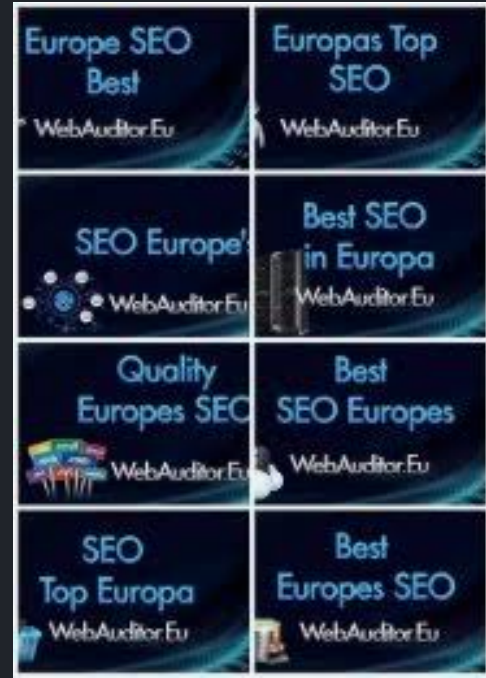 Europe SEO
Best
WebAuditor.Eu
Europas Top
SEO
WebAuditor.Eu
SEO Europe's
WebAuditor.Eu
Best SEO
in Europa
WebAuditor.Eu
Quality
Europes SEO
WebAuditor.Eu
Best
SEO Europes
WebAuditor.Eu
SEO
Top Europa
WebAuditor.Eu
Best
Europes SEO
WebAuditor.Eu